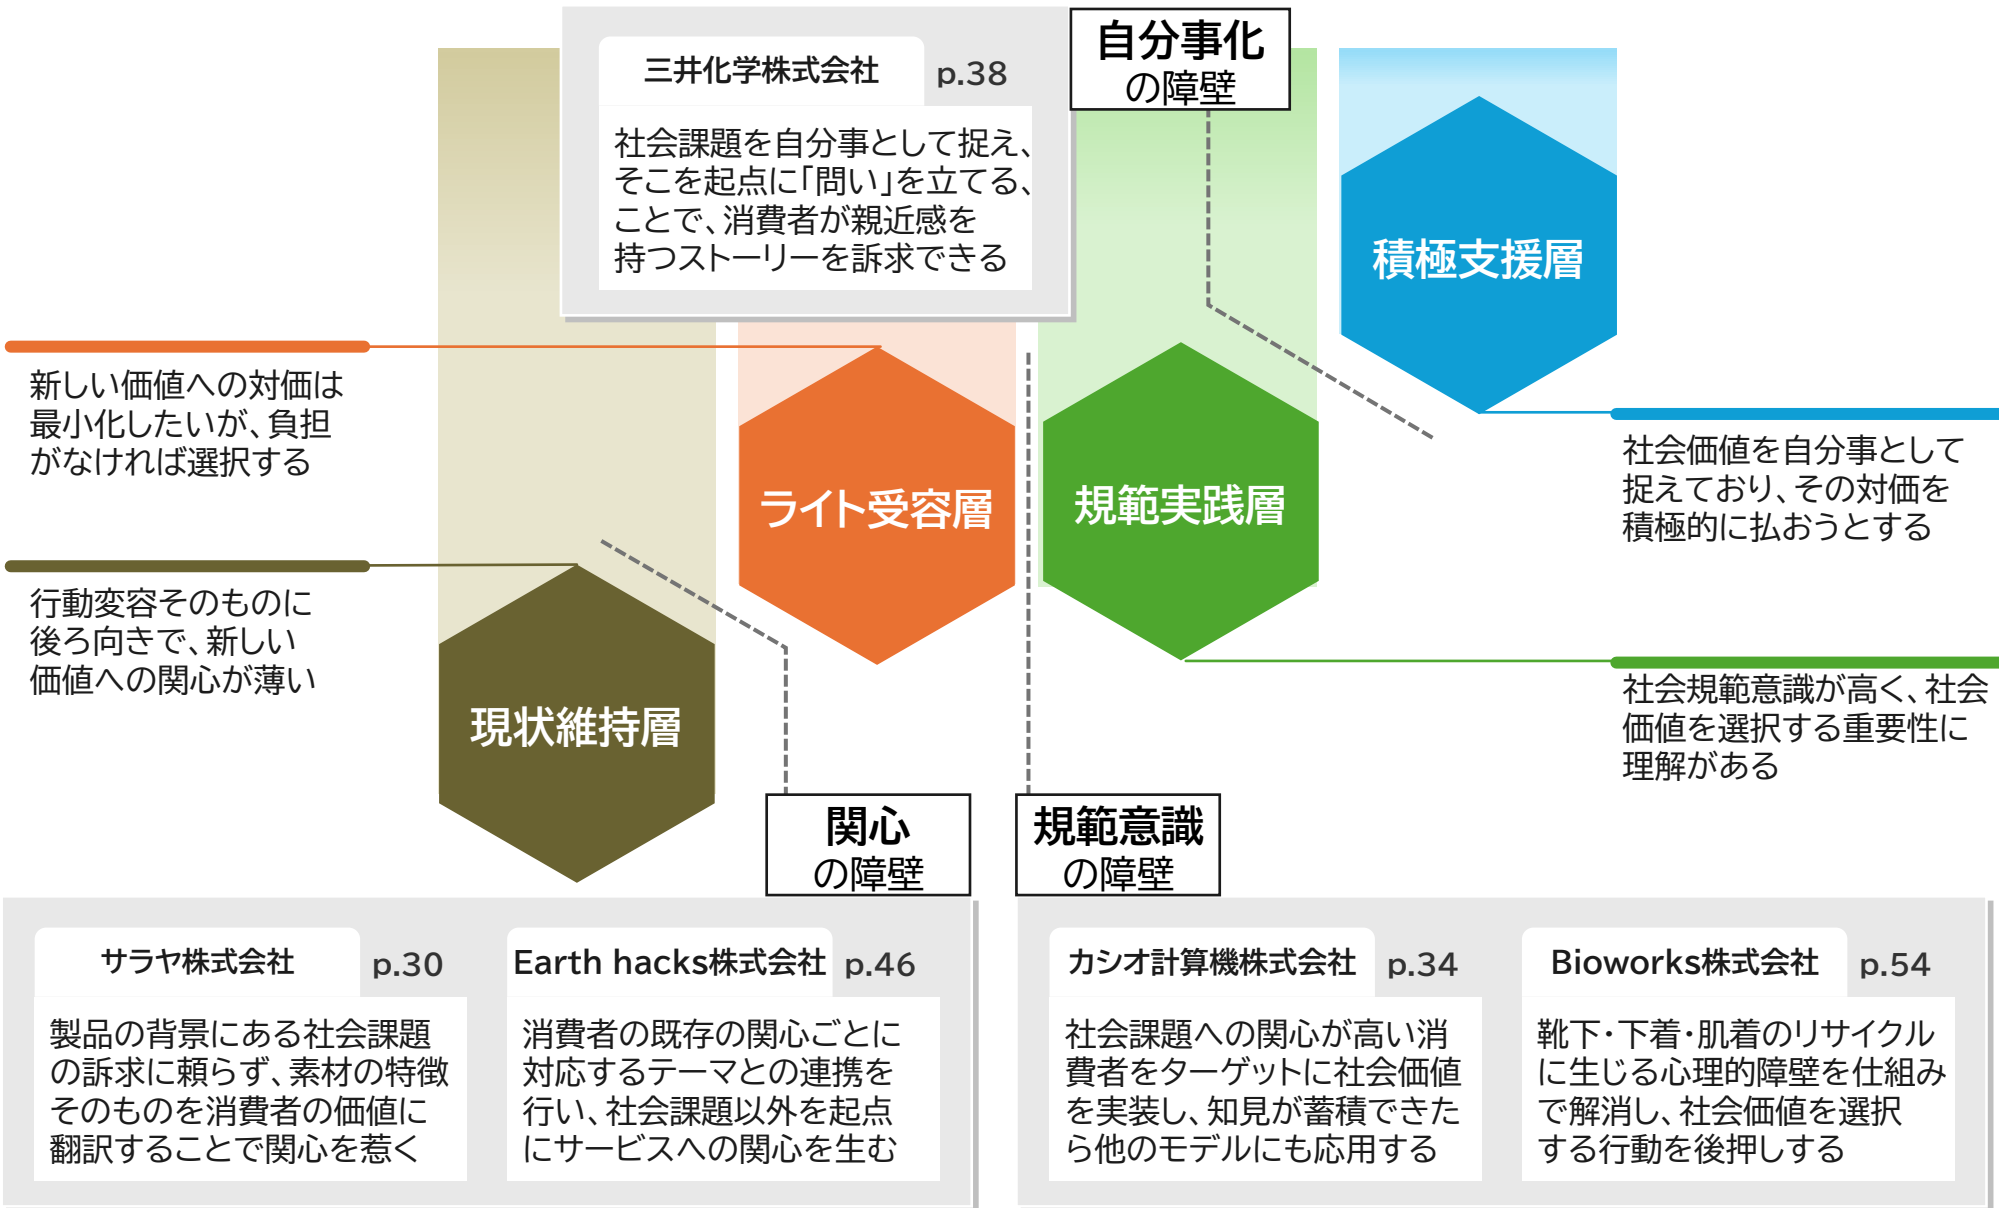 三井化学株式会社 p.38
社会課題を自分事として捉え、
そこを起点に「問い」を立てる、
ことで、消費者が親近感を
持つストーリーを訴求できる
自分事化
の障壁
積極支援層
社会価値を自分事として
捉えており、その対価を
積極的に払おうとする
新しい価値への対価は
最小化したいが、負担
がなければ選択する
ライト受容層
規範実践層
社会規範意識が高く、社会
価値を選択する重要性に
理解がある
行動変容そのものに
後ろ向きで、新しい
価値への関心が薄い
現状維持層
関心
の障壁
規範意識
の障壁
サラヤ株式会社 p.30
製品の背景にある社会課題
の訴求に頼らず、素材の特徴
そのものを消費者の価値に
翻訳することで関心を惹く
Earth hacks株式会社 p.46
消費者の既存の関心ごとに
対応するテーマとの連携を
行い、社会課題以外を起点
にサービスへの関心を生む
カシオ計算機株式会社 p.34
社会課題への関心が高い消
費者をターゲットに社会価値
を実装し、知見が蓄積できた
ら他のモデルにも応用する
Bioworks株式会社 p.54
靴下・下着・肌着のリサイクル
に生じる心理的障壁を仕組み
で解消し、社会価値を選択
する行動を後押しする